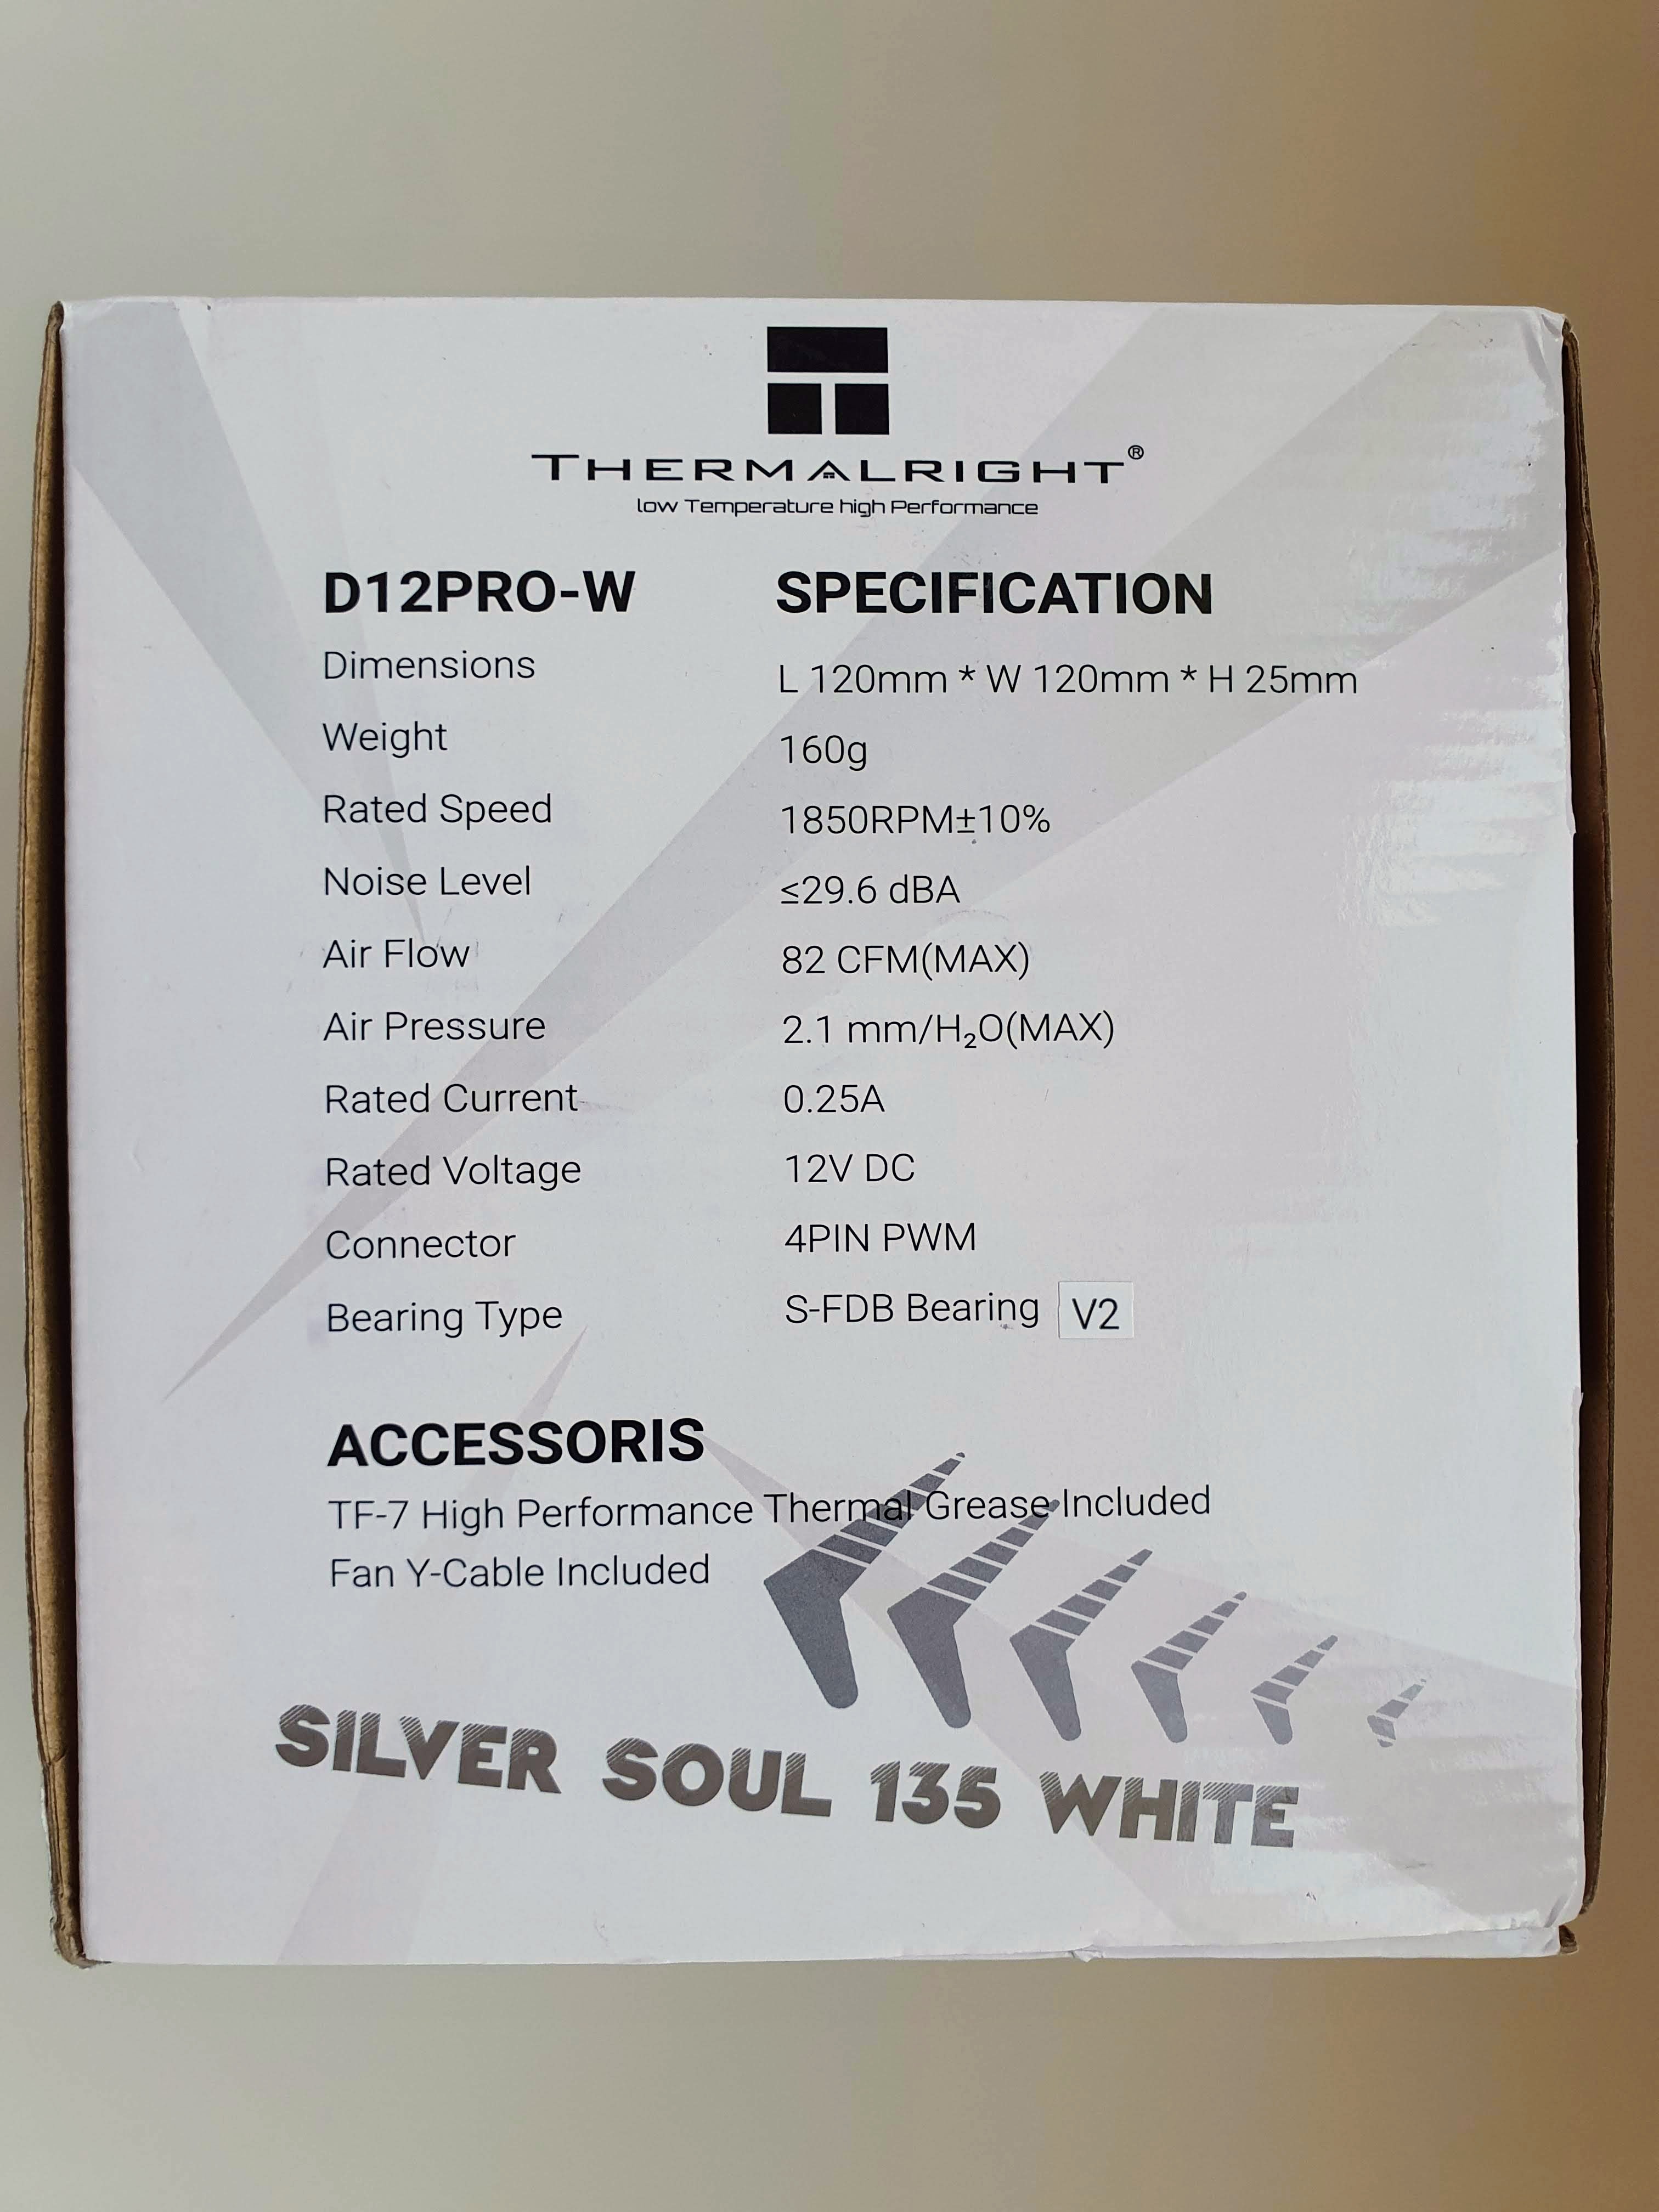 THERMALRIGHT®
low Temperature high Performance
D12PRO-W SPECIFICATION
Dimensions L 120mm * W 120mm * H 25mm
Weight 160g
Rated Speed 1850RPM±10%
Noise Level ≤29.6 dBA
Air Flow 82 CFM(MAX)
Air Pressure 2.1 mm/H₂O(MAX)
Rated Current 0.25A
Rated Voltage 12V DC
Connector 4PIN PWM
Bearing Type S-FDB Bearing V2
ACCESSORIS
TF-7 High Performance Thermal Grease Included
Fan Y-Cable Included
SILVER SOUL 135 WHITE